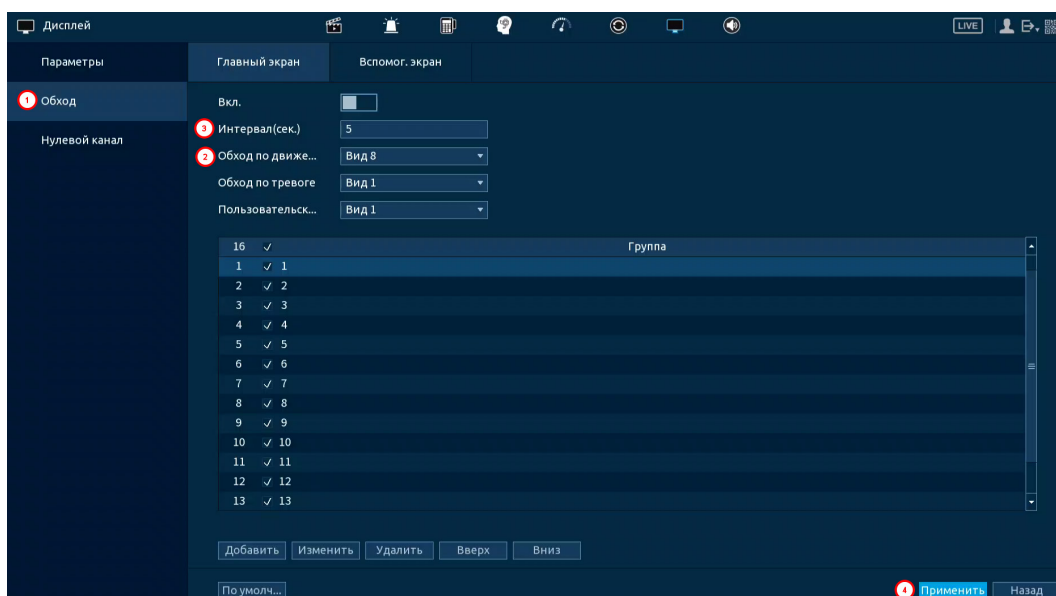 Дисплей LIVE
Параметры
1 Обход
Нулевой канал
Главный экран Вспомог. экран
Вкл.
3 Интервал(сек.) 5
2 Обход по движе... Вид 8
Обход по тревоге Вид 1
Пользовательск... Вид 1
16 Группа
1 1
2 2
3 3
4 4
5 5
6 6
7 7
8 8
9 9
10 10
11 11
12 12
13 13
Добавить Изменить Удалить Вверх Вниз
По умолч... 4 Применить Назад